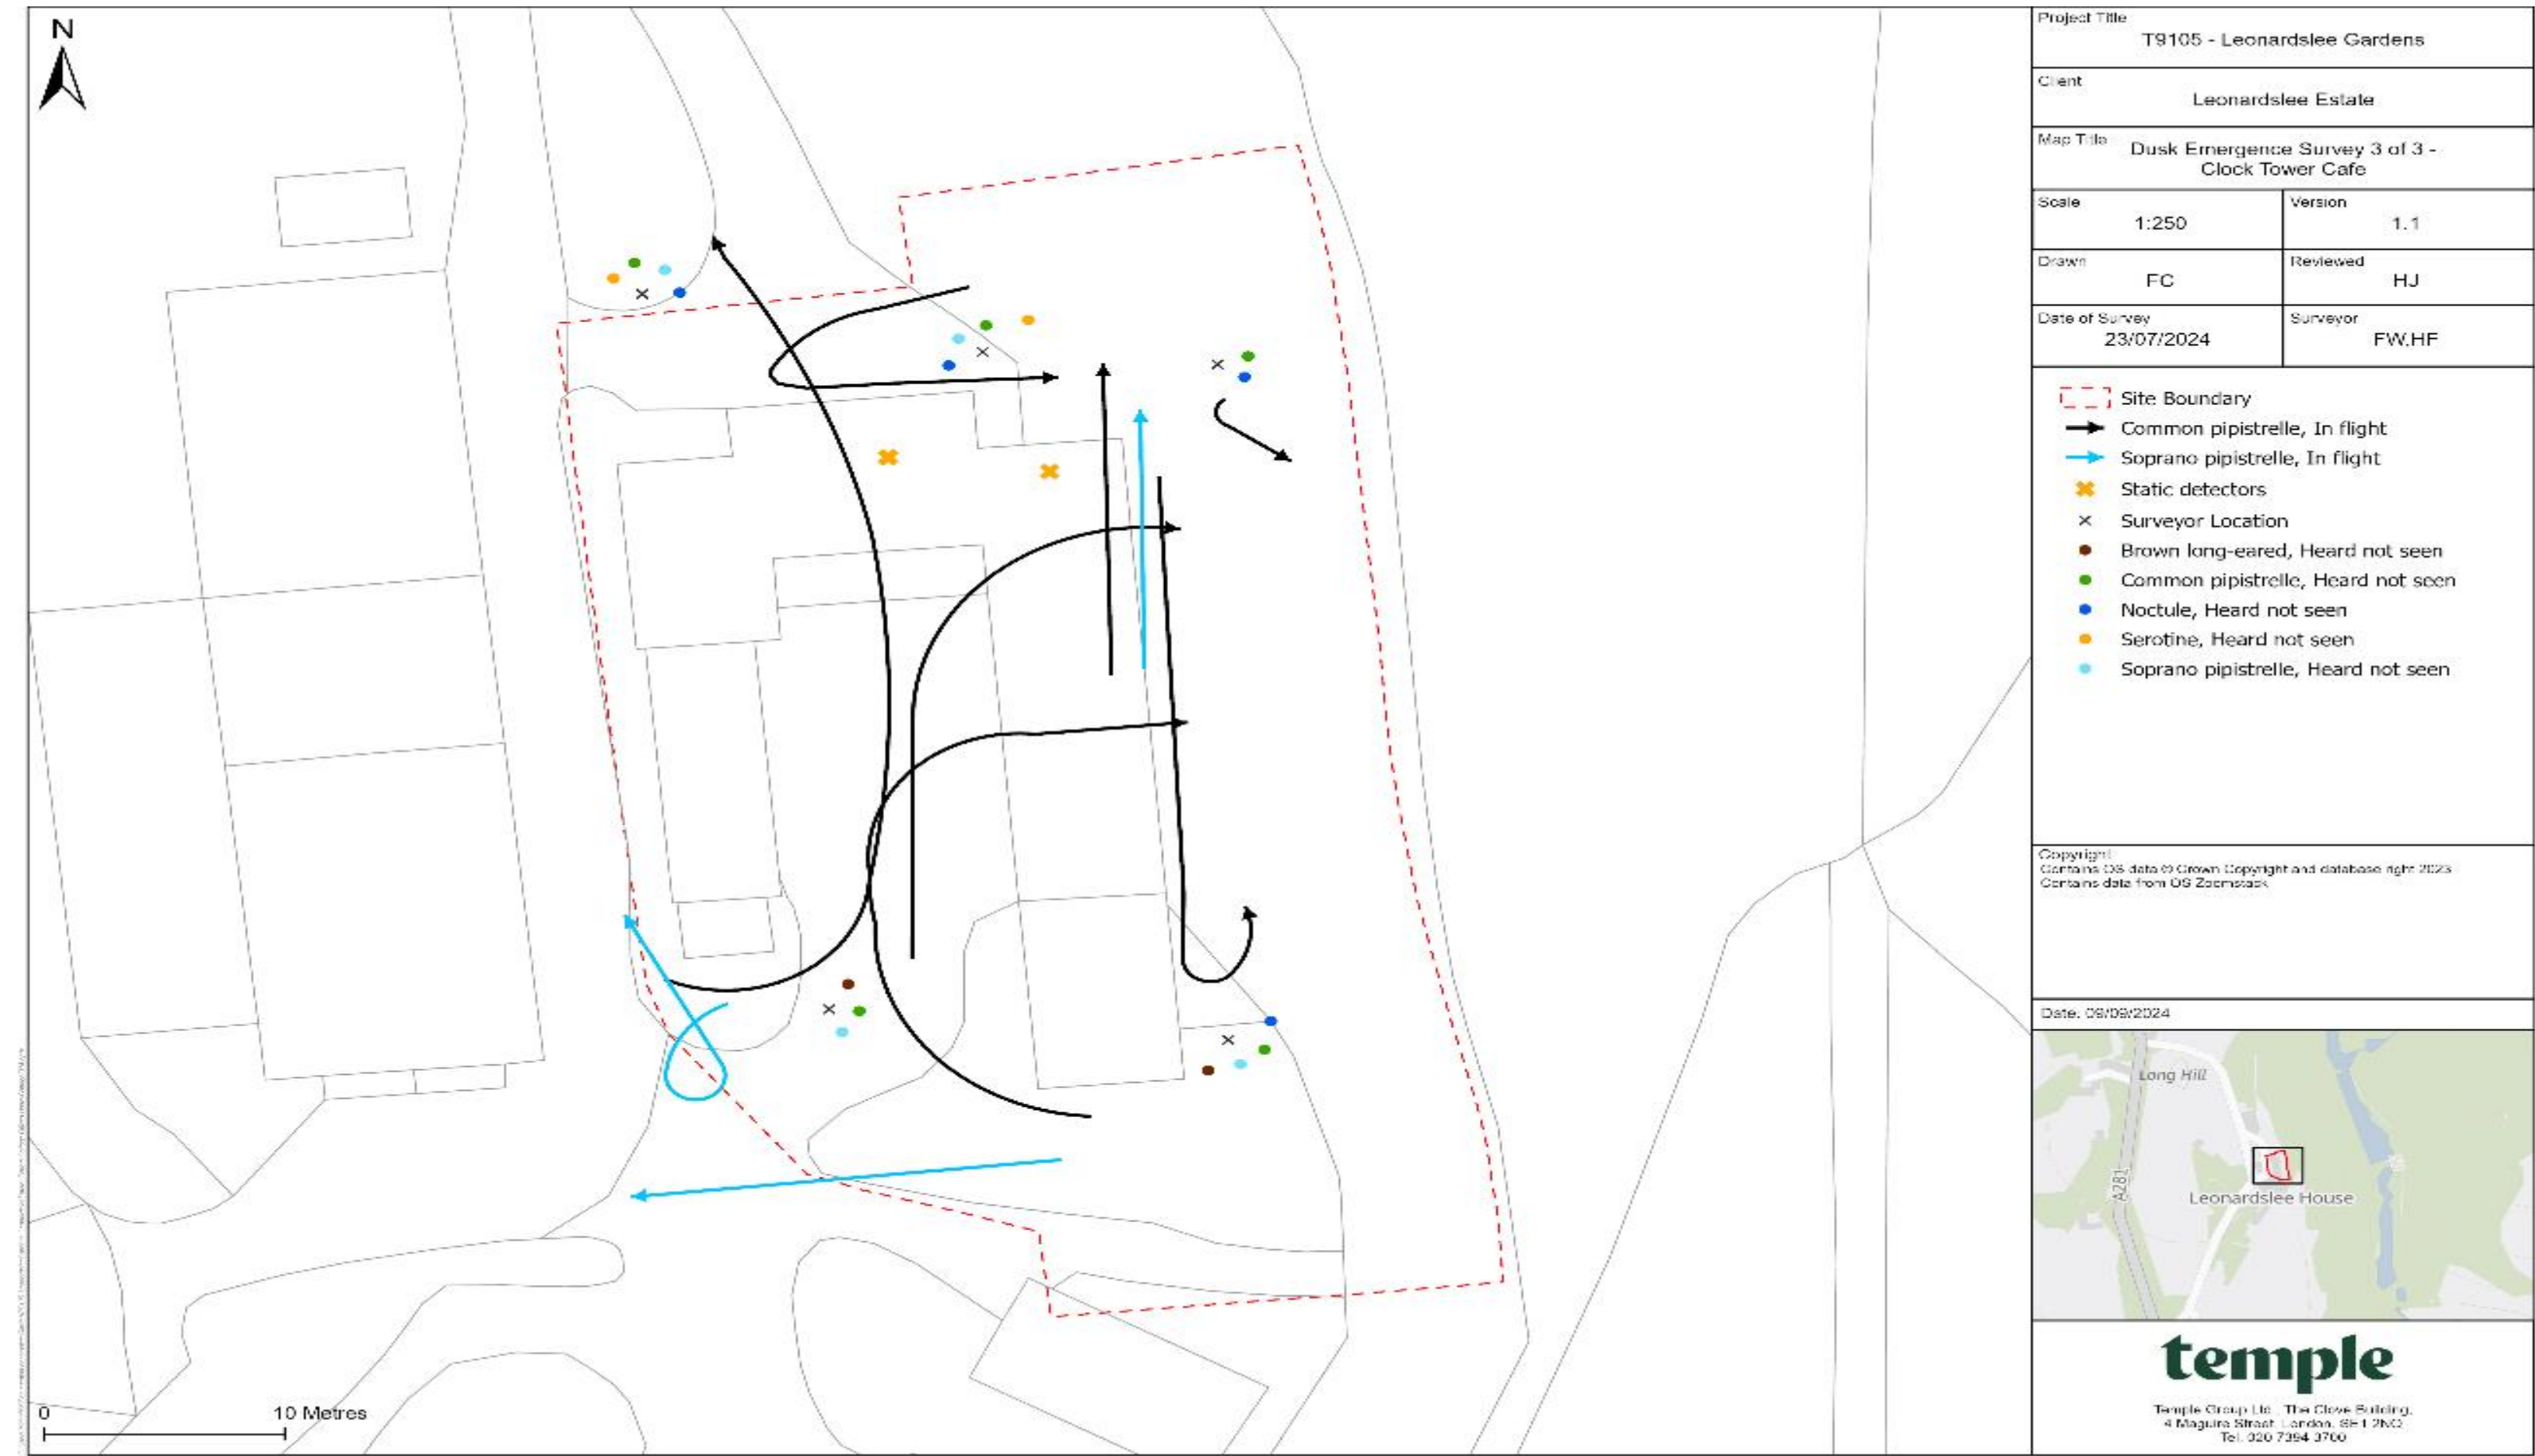 N
Project Title
T9105 - Leonardslee Gardens
Client
Leonardslee Estate
Map Title
Dusk Emergence Survey 3 of 3 -
Clock Tower Cafe
Scale
1:250
Version
1.1
Drawn
FC
Reviewed
HJ
Date of Survey
23/07/2024
Surveyor
FW,HF
Site Boundary
Common pipistrelle, In flight
Soprano pipistrelle, In flight
Static detectors
Surveyor Location
Brown long-eared, Heard not seen
Common pipistrelle, Heard not seen
Noctule, Heard not seen
Serotine, Heard not seen
Soprano pipistrelle, Heard not seen
Copyright
Contains OS data © Crown Copyright and database right 2023
Contains data from OS Zoomstack
Date: 09/09/2024
Long Hill
A281
Leonardslee House
temple
Temple Group Ltd, The Clove Building,
4 Maguire Street, London, SE1 2NQ
Tel: 020 7394 3700
0
10 Metres